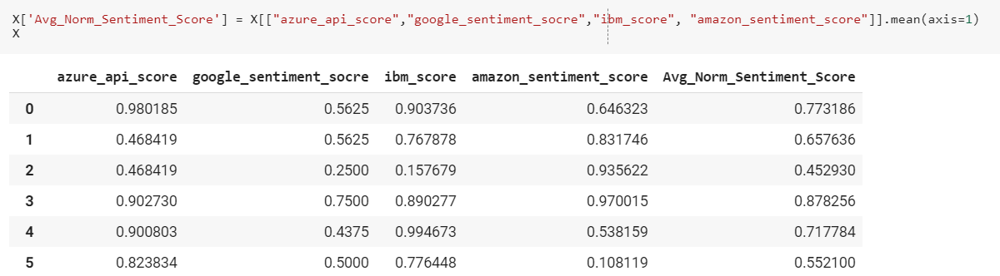 X['Avg_Norm_Sentiment_Score'] = X[["azure_api_score","google_sentiment_socre","ibm_score", "amazon_sentiment_score"]].mean(axis=1)
X
azure_api_score google_sentiment_socre ibm_score amazon_sentiment_score Avg_Norm_Sentiment_Score
0 0.980185 0.5625 0.903736 0.646323 0.773186
1 0.468419 0.5625 0.767878 0.831746 0.657636
2 0.468419 0.2500 0.157679 0.935622 0.452930
3 0.902730 0.7500 0.890277 0.970015 0.878256
4 0.900803 0.4375 0.994673 0.538159 0.717784
5 0.823834 0.5000 0.776448 0.108119 0.552100